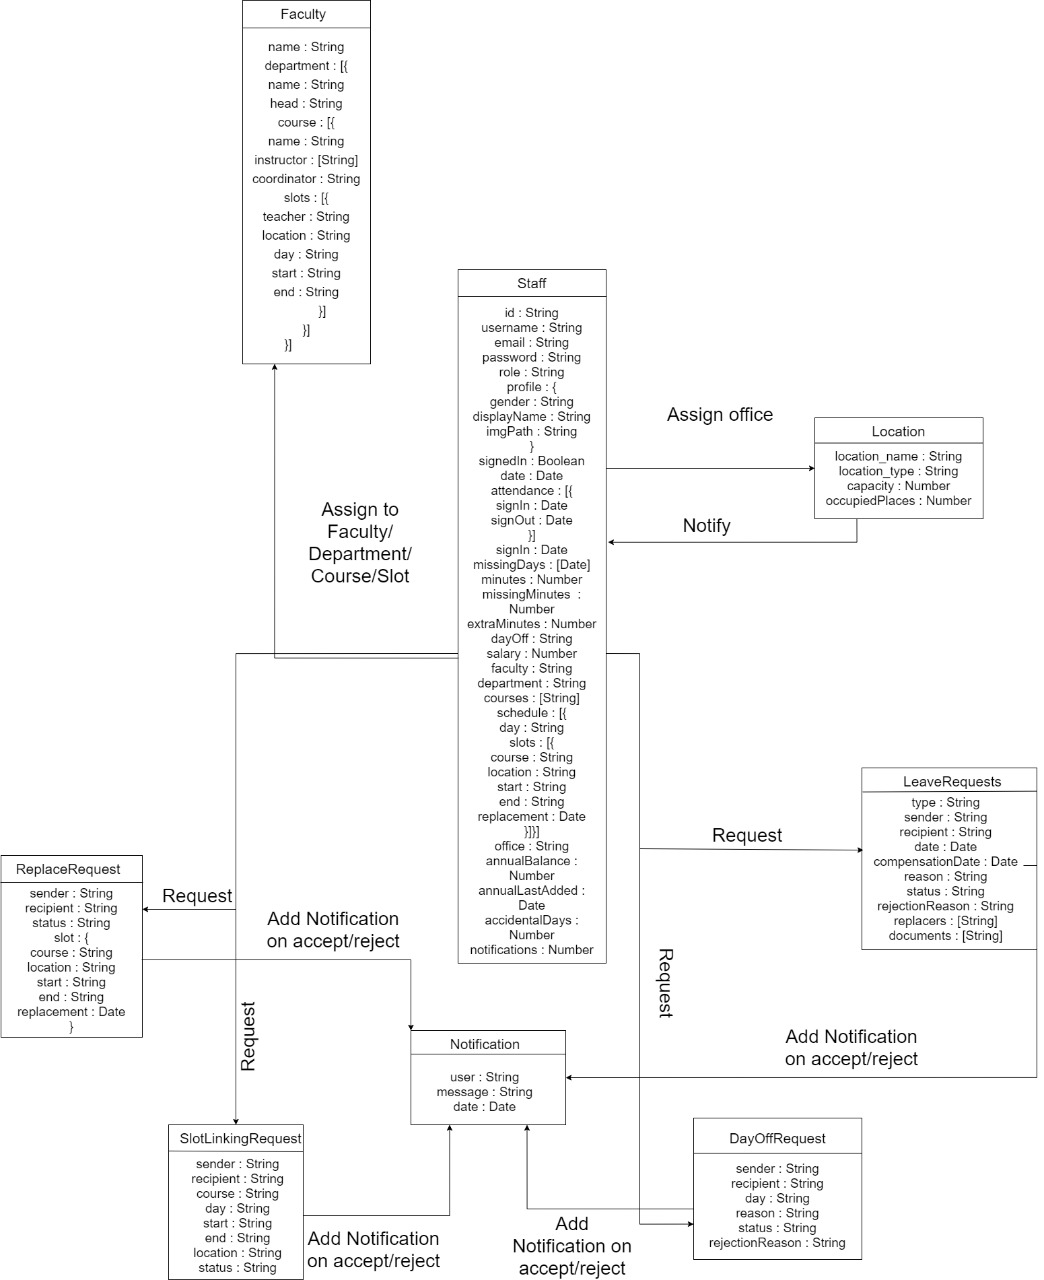 Faculty
name : String
department : [{
name : String
head : String
course : [{
name : String
instructor : [String]
coordinator : String
slots : [{
teacher : String
location : String
day : String
start : String
end : String
}]
}]
}]
Staff
id : String
username : String
email : String
password : String
role : String
profile : {
gender : String
displayName : String
imgPath : String
}
signedIn : Boolean
date : Date
attendance : [{
signIn : Date
signOut : Date
}]
signIn : Date
missingDays : [Date]
minutes : Number
missingMinutes :
Number
extraMinutes : Number
dayOff : String
salary : Number
faculty : String
department : String
courses : [String]
schedule : [{
day : String
slots : [{
course : String
location : String
start : String
end : String
replacement : Date
}]}]
office : String
annualBalance :
Number
annualLastAdded :
Date
accidentalDays :
Number
notifications : Number
Assign office
Location
location_name : String
location_type : String
capacity : Number
occupiedPlaces : Number
Notify
Assign to
Faculty/
Department/
Course/Slot
LeaveRequests
type : String
sender : String
recipient : String
date : Date
compensationDate : Date
reason : String
status : String
rejectionReason : String
replacers : [String]
documents : [String]
Request
ReplaceRequest
sender : String
recipient : String
status : String
slot : {
course : String
location : String
start : String
end : String
replacement : Date
}
Request
Add Notification
on accept/reject
Request
Request
Notification
user : String
message : String
date : Date
Add Notification
on accept/reject
SlotLinkingRequest
sender : String
recipient : String
course : String
day : String
start : String
end : String
location : String
status : String
Add Notification
on accept/reject
Add
Notification on
accept/reject
DayOffRequest
sender : String
recipient : String
day : String
reason : String
status : String
rejectionReason : String